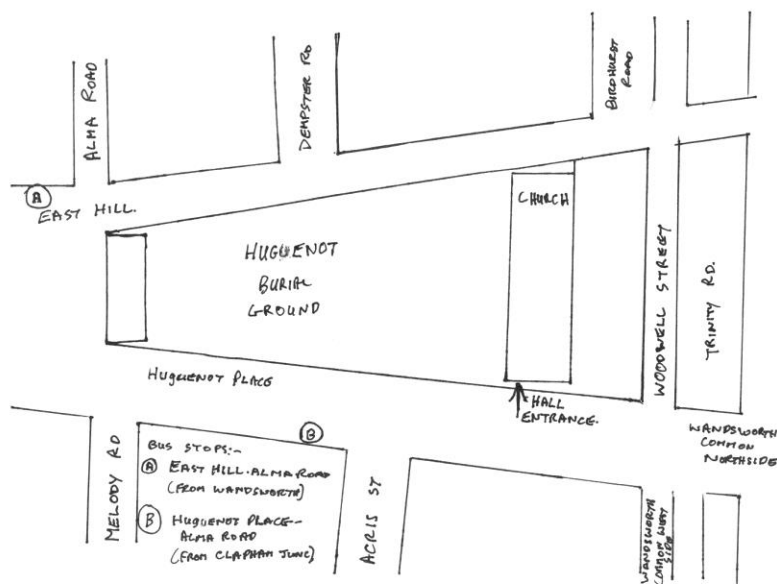 ALMA ROAD
DEMPSTER RD
BIRDHURST
ROAD
A
EAST HILL.
CHURCH
HUGUENOT
BURIAL
GROUND
WOODWELL STREET
TRINITY RD.
HUGUENOT PLACE
HALL
ENTRANCE.
WANDSWORTH
COMMON
NORTHSIDE
MELODY RD
B
BUS STOPS:-
A EAST HILL-ALMA ROAD
(FROM WANDSWORTH)
B HUGUENOT PLACE-
ALMA ROAD
(FROM CLAPHAM JUNC)
ACRIS ST
WANDSWORTH
COMMON WEST
SIDE